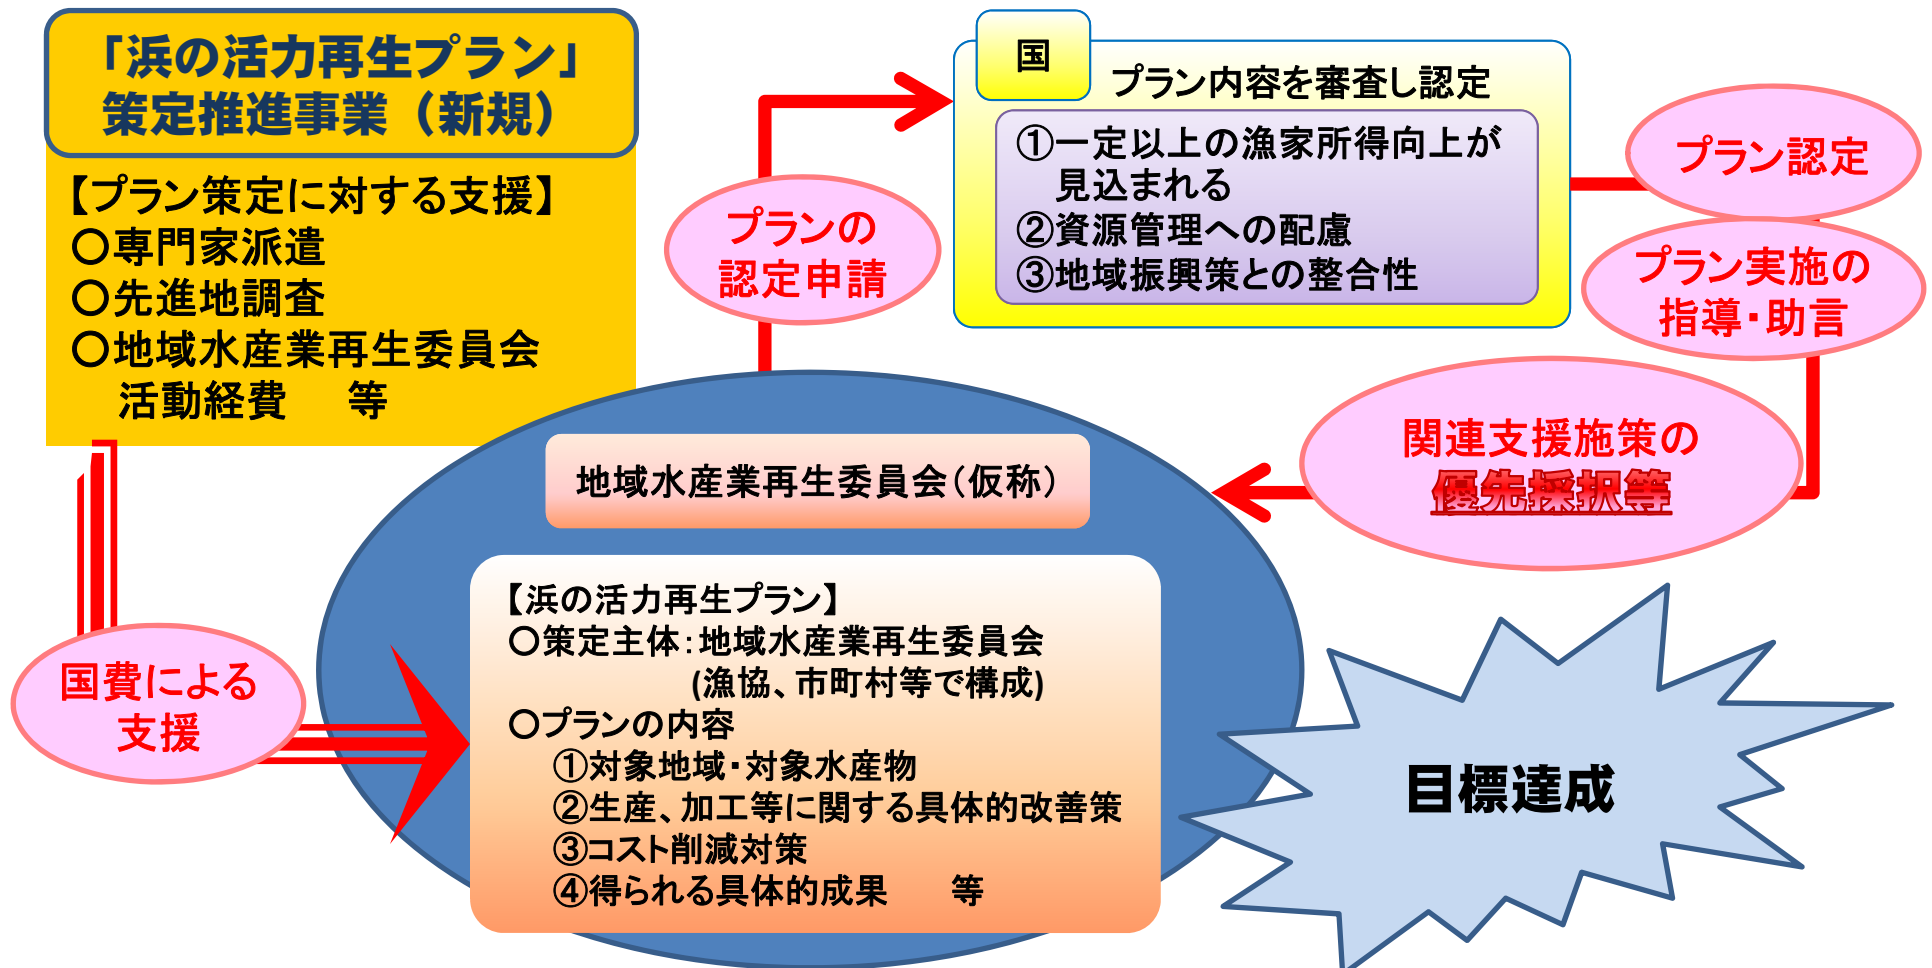 「浜の活力再生プラン」
策定推進事業（新規）
【プラン策定に対する支援】
○専門家派遣
○先進地調査
○地域水産業再生委員会
活動経費　等
国費による
支援
プランの
認定申請
国
プラン内容を審査し認定
①一定以上の漁家所得向上が
見込まれる
②資源管理への配慮
③地域振興策との整合性
プラン認定
プラン実施の
指導・助言
関連支援施策の
優先採択等
地域水産業再生委員会（仮称）
【浜の活力再生プラン】
○策定主体：地域水産業再生委員会
(漁協、市町村等で構成)
○プランの内容
①対象地域・対象水産物
②生産、加工等に関する具体的改善策
③コスト削減対策
④得られる具体的成果　等
目標達成